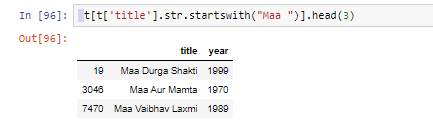 In [96]: t[t['title'].str.startswith("Maa ")].head(3)
Out[96]:
title year
19 Maa Durga Shakti 1999
3046 Maa Aur Mamta 1970
7470 Maa Vaibhav Laxmi 1989